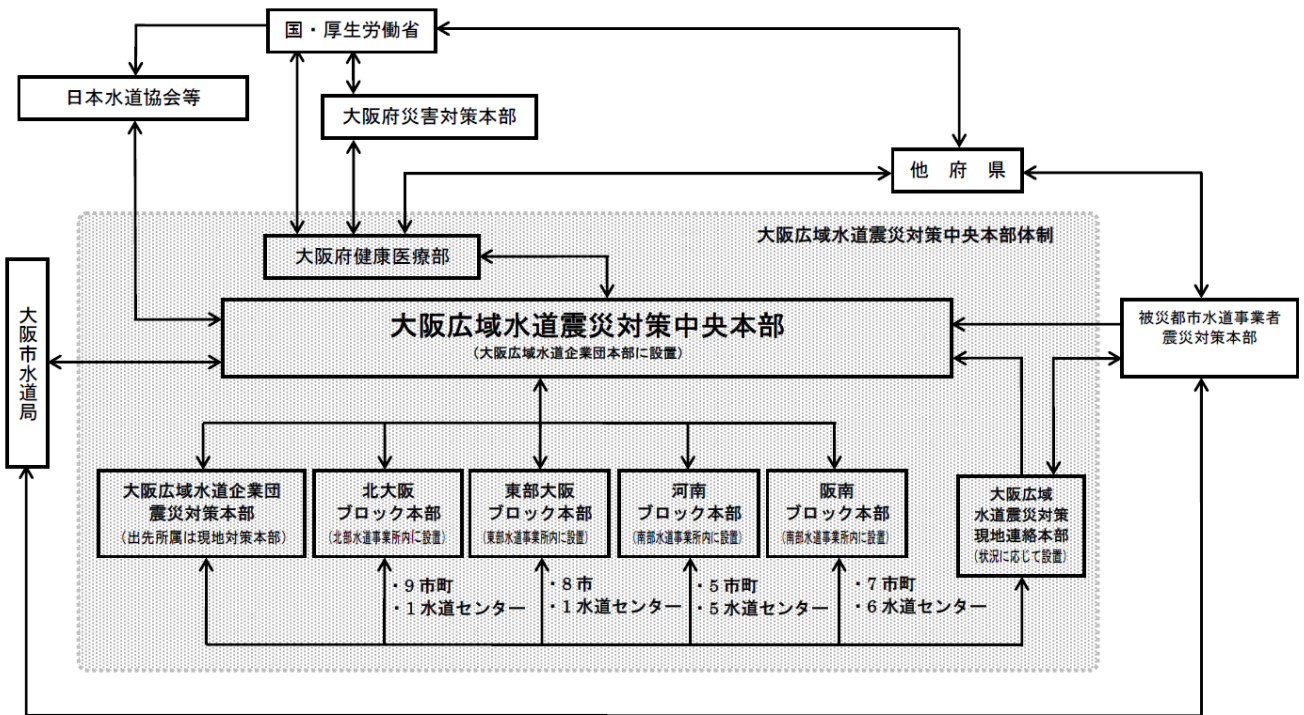 国・厚生労働省
日本水道協会等
大阪府災害対策本部
他 府 県
大阪広域水道震災対策中央本部体制
大阪府健康医療部
大阪市水道局
大阪広域水道震災対策中央本部
（大阪広域水道企業団本部に設置）
被災都市水道事業者
震災対策本部
大阪広域水道企業団
震災対策本部
（出先所属は現地対策本部）
北大阪
ブロック本部
（北部水道事業所内に設置）
東部大阪
ブロック本部
（東部水道事業所内に設置）
河南
ブロック本部
（南部水道事業所内に設置）
阪南
ブロック本部
（南部水道事業所内に設置）
大阪広域
水道震災対策
現地連絡本部
（状況に応じて設置）
・9 市町
・1 水道センター
・8 市
・1 水道センター
・5 市町
・5 水道センター
・7 市町
・6 水道センター